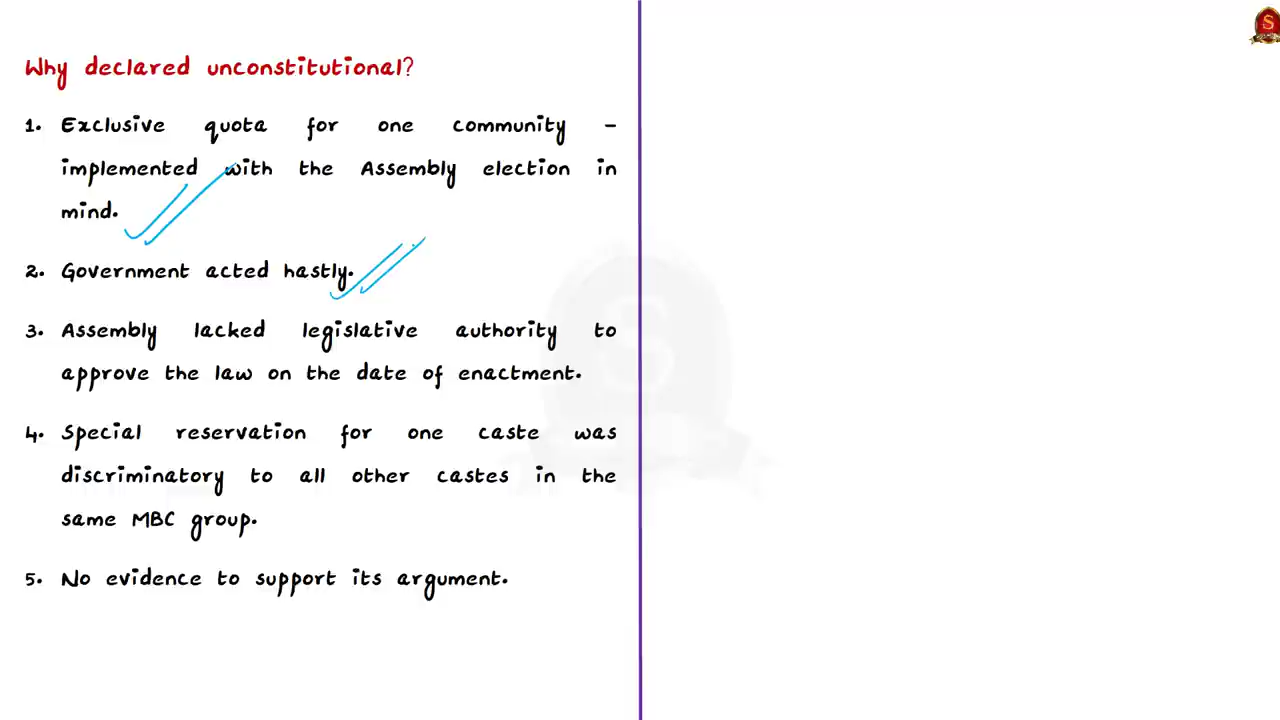 Why declared unconstitutional?
1. Exclusive quota for one community -
implemented with the Assembly election in
mind.
2. Government acted hastly.
3. Assembly lacked legislative authority to
approve the law on the date of enactment.
4. Special reservation for one caste was
discriminatory to all other castes in the
same MBC group.
5. No evidence to support its argument.
S